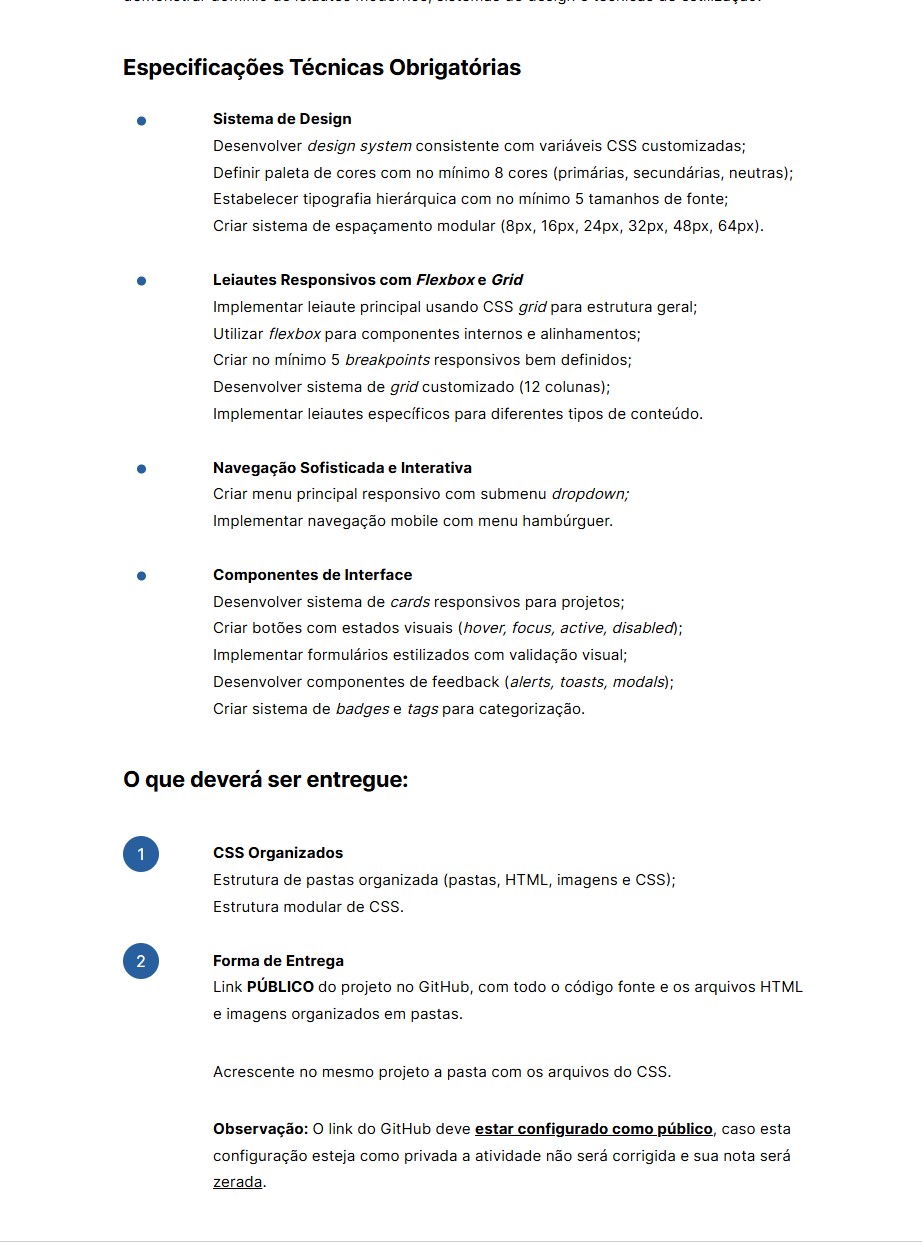 demonstrar domínio de leiautes modernos, sistemas de design e técnicas de estilização.
Especificações Técnicas Obrigatórias
Sistema de Design
Desenvolver design system consistente com variáveis CSS customizadas;
Definir paleta de cores com no mínimo 8 cores (primárias, secundárias, neutras);
Estabelecer tipografia hierárquica com no mínimo 5 tamanhos de fonte;
Criar sistema de espaçamento modular (8px, 16px, 24px, 32px, 48px, 64px).
Leiautes Responsivos com Flexbox e Grid
Implementar leiaute principal usando CSS grid para estrutura geral;
Utilizar flexbox para componentes internos e alinhamentos;
Criar no mínimo 5 breakpoints responsivos bem definidos;
Desenvolver sistema de grid customizado (12 colunas);
Implementar leiautes específicos para diferentes tipos de conteúdo.
Navegação Sofisticada e Interativa
Criar menu principal responsivo com submenu dropdown;
Implementar navegação mobile com menu hambúrguer.
Componentes de Interface
Desenvolver sistema de cards responsivos para projetos;
Criar botões com estados visuais (hover, focus, active, disabled);
Implementar formulários estilizados com validação visual;
Desenvolver componentes de feedback (alerts, toasts, modals);
Criar sistema de badges e tags para categorização.
O que deverá ser entregue:
1
CSS Organizados
Estrutura de pastas organizada (pastas, HTML, imagens e CSS);
Estrutura modular de CSS.
2
Forma de Entrega
Link PÚBLICO do projeto no GitHub, com todo o código fonte e os arquivos HTML
e imagens organizados em pastas.
Acrescente no mesmo projeto a pasta com os arquivos do CSS.
Observação: O link do GitHub deve estar configurado como público, caso esta
configuração esteja como privada a atividade não será corrigida e sua nota será
zerada.